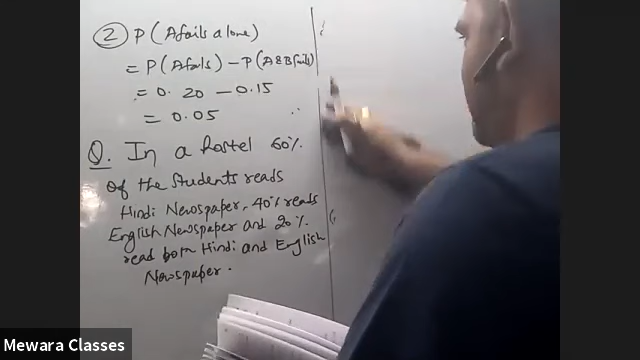 ② P (A fails alone)
= P(A fails) - P(A&B fails)
= 0.20 - 0.15
= 0.05
Q. In a hostel 60%
of the Students reads
Hindi Newspaper, 40% reads
English Newspaper and 20%
read both Hindi and English
Newspaper.
Mewara Classes